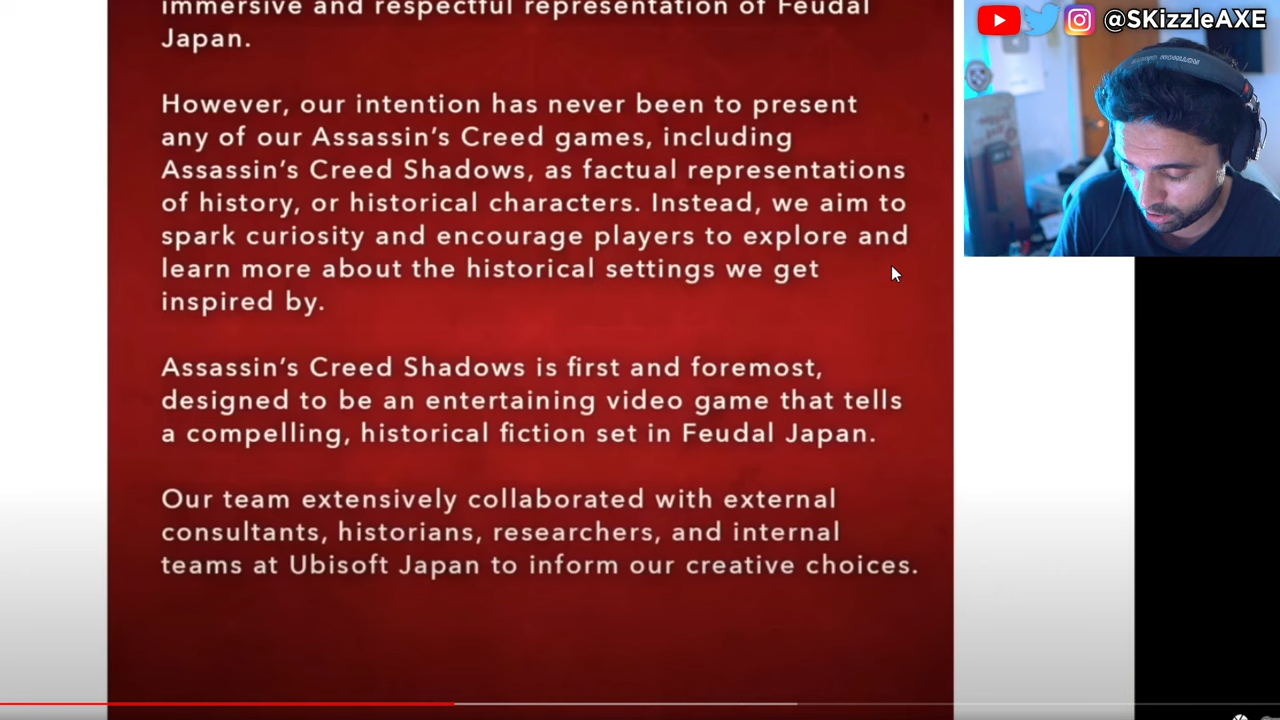 @SKizzleAXE
immersive and respectful representation of Feudal
Japan.
However, our intention has never been to present
any of our Assassin's Creed games, including
Assassin's Creed Shadows, as factual representations
of history, or historical characters. Instead, we aim to
spark curiosity and encourage players to explore and
learn more about the historical settings we get
inspired by.
Assassin's Creed Shadows is first and foremost,
designed to be an entertaining video game that tells
a compelling, historical fiction set in Feudal Japan.
Our team extensively collaborated with external
consultants, historians, researchers, and internal
teams at Ubisoft Japan to inform our creative choices.